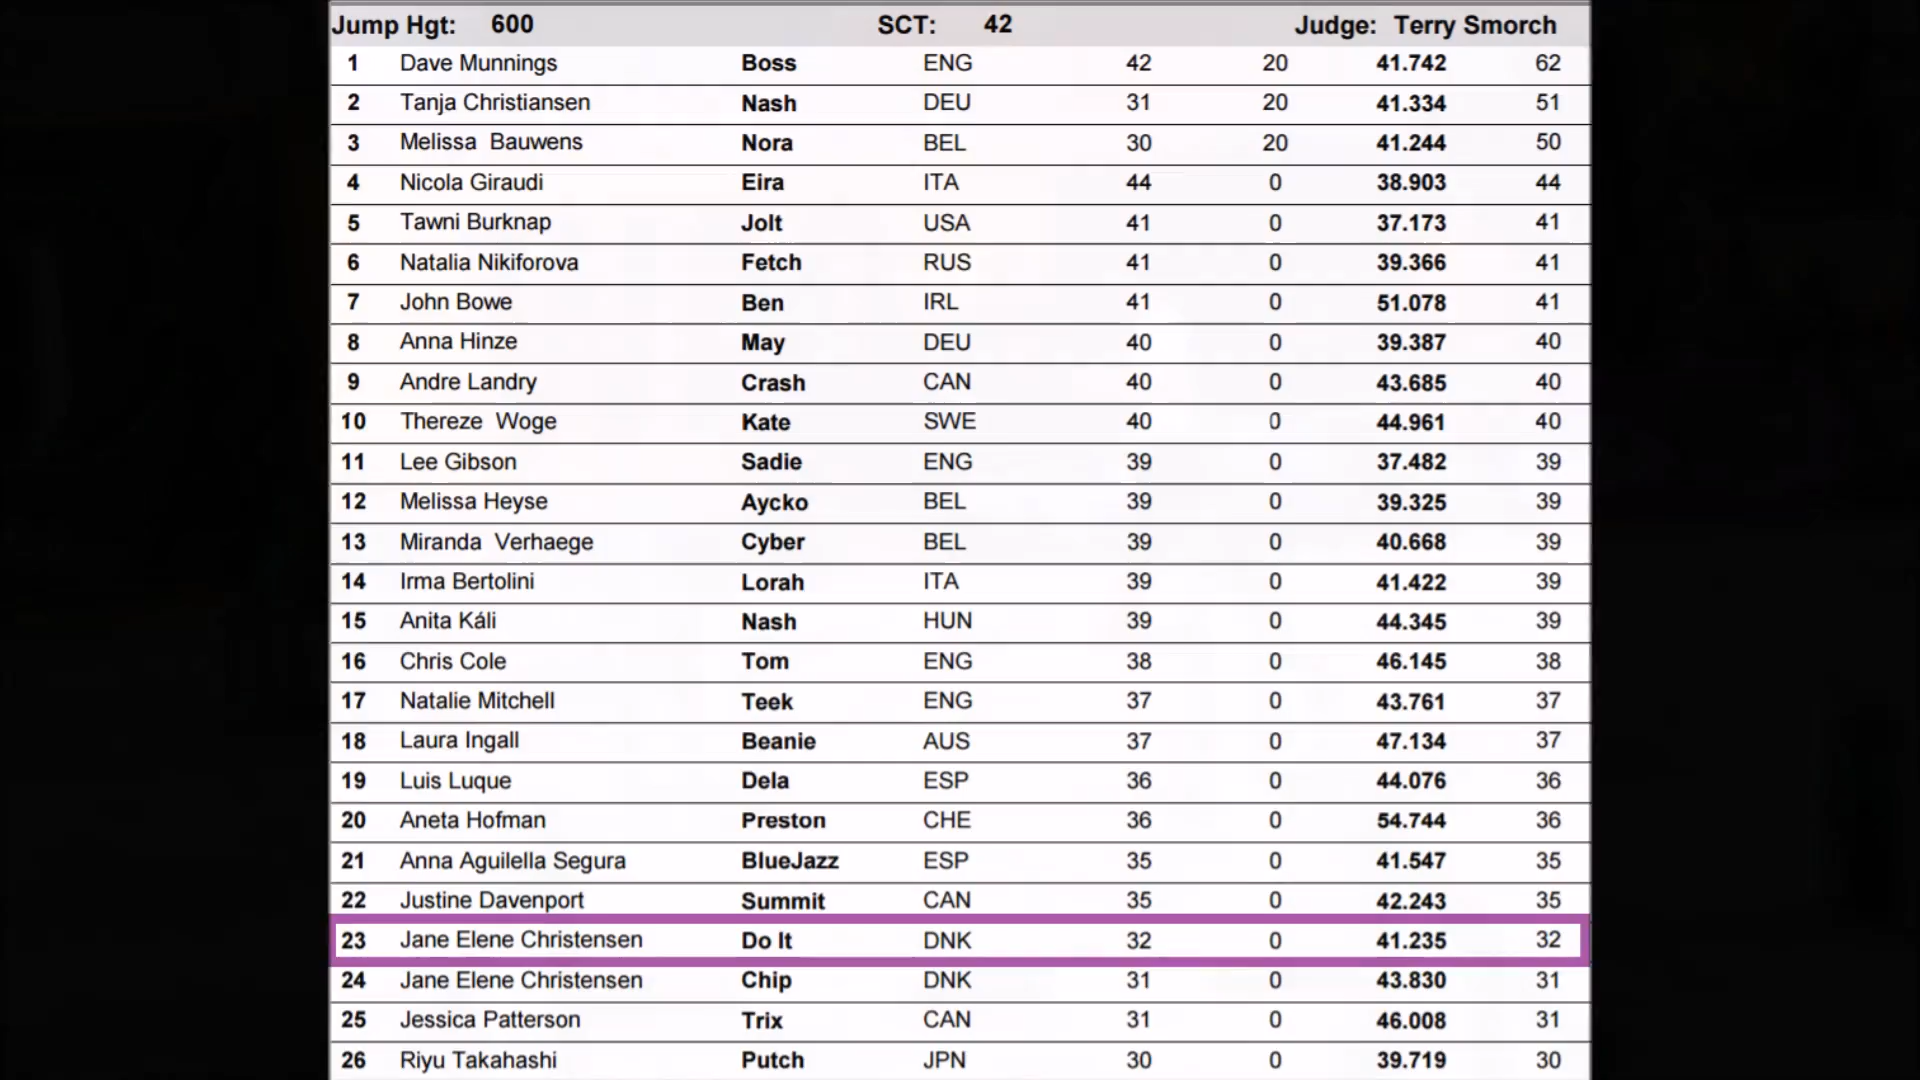 Jump Hgt: 600 SCT: 42 Judge: Terry Smorch
1 Dave Munnings Boss ENG 42 20 41.742 62
2 Tanja Christiansen Nash DEU 31 20 41.334 51
3 Melissa Bauwens Nora BEL 30 20 41.244 50
4 Nicola Giraudi Eira ITA 44 0 38.903 44
5 Tawni Burknap Jolt USA 41 0 37.173 41
6 Natalia Nikiforova Fetch RUS 41 0 39.366 41
7 John Bowe Ben IRL 41 0 51.078 41
8 Anna Hinze May DEU 40 0 39.387 40
9 Andre Landry Crash CAN 40 0 43.685 40
10 Thereze Woge Kate SWE 40 0 44.961 40
11 Lee Gibson Sadie ENG 39 0 37.482 39
12 Melissa Heyse Aycko BEL 39 0 39.325 39
13 Miranda Verhaege Cyber BEL 39 0 40.668 39
14 Irma Bertolini Lorah ITA 39 0 41.422 39
15 Anita Káli Nash HUN 39 0 44.345 39
16 Chris Cole Tom ENG 38 0 46.145 38
17 Natalie Mitchell Teek ENG 37 0 43.761 37
18 Laura Ingall Beanie AUS 37 0 47.134 37
19 Luis Luque Dela ESP 36 0 44.076 36
20 Aneta Hofman Preston CHE 36 0 54.744 36
21 Anna Aguilella Segura BlueJazz ESP 35 0 41.547 35
22 Justine Davenport Summit CAN 35 0 42.243 35
23 Jane Elene Christensen Do It DNK 32 0 41.235 32
24 Jane Elene Christensen Chip DNK 31 0 43.830 31
25 Jessica Patterson Trix CAN 31 0 46.008 31
26 Riyu Takahashi Putch JPN 30 0 39.719 30